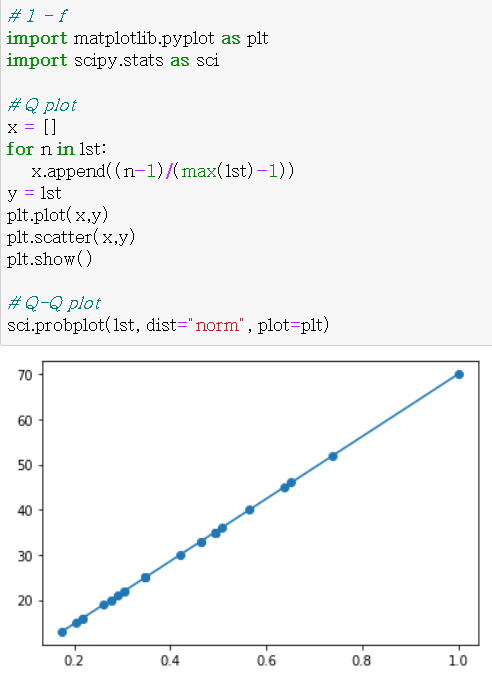 # 1 - f
import matplotlib.pyplot as plt
import scipy.stats as sci

# Q plot
x = []
for n in lst:
    x.append((n-1)/(max(lst)-1))
y = lst
plt.plot(x,y)
plt.scatter(x,y)
plt.show()

# Q-Q plot
sci.probplot(lst, dist="norm", plot=plt)
70
60
50
40
30
20
0.2 0.4 0.6 0.8 1.0